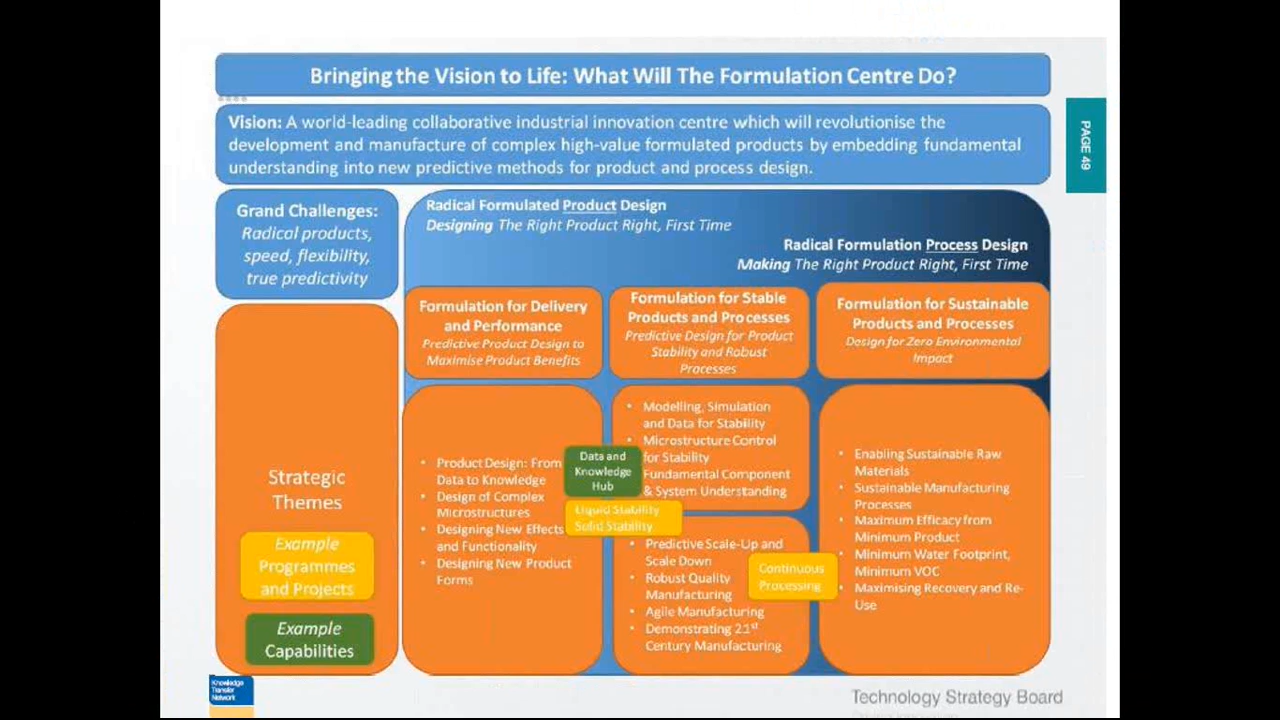 Bringing the Vision to Life: What Will The Formulation Centre Do?
Vision: A world-leading collaborative industrial innovation centre which will revolutionise the
development and manufacture of complex high-value formulated products by embedding fundamental
understanding into new predictive methods for product and process design.
PAGE 49
Grand Challenges:
Radical products,
speed, flexibility,
true predictivity
Radical Formulated Product Design
Designing The Right Product Right, First Time
Radical Formulation Process Design
Making The Right Product Right, First Time
Formulation for Delivery
and Performance
Predictive Product Design to
Maximise Product Benefits
Formulation for Stable
Products and Processes
Predictive Design for Product
Stability and Robust
Processes
Formulation for Sustainable
Products and Processes
Design for Zero Environmental
Impact
Strategic
Themes
Example
Programmes
and Projects
Example
Capabilities
• Product Design: From
Data to Knowledge
• Design of Complex
Microstructures
• Designing New Effects
and Functionality
• Designing New Product
Forms
Data and
Knowledge
Hub
Liquid Stability
Solid Stability
• Modelling, Simulation
and Data for Stability
• Microstructure Control
for Stability
Fundamental Component
& System Understanding
• Predictive Scale-Up and
Scale Down
• Robust Quality
Manufacturing
• Agile Manufacturing
• Demonstrating 21st
Century Manufacturing
Continuous
Processing
• Enabling Sustainable Raw
Materials
• Sustainable Manufacturing
Processes
• Maximum Efficacy from
Minimum Product
• Minimum Water Footprint,
Minimum VOC
• Maximising Recovery and Re-
Use
Knowledge
Transfer
Network
Technology Strategy Board